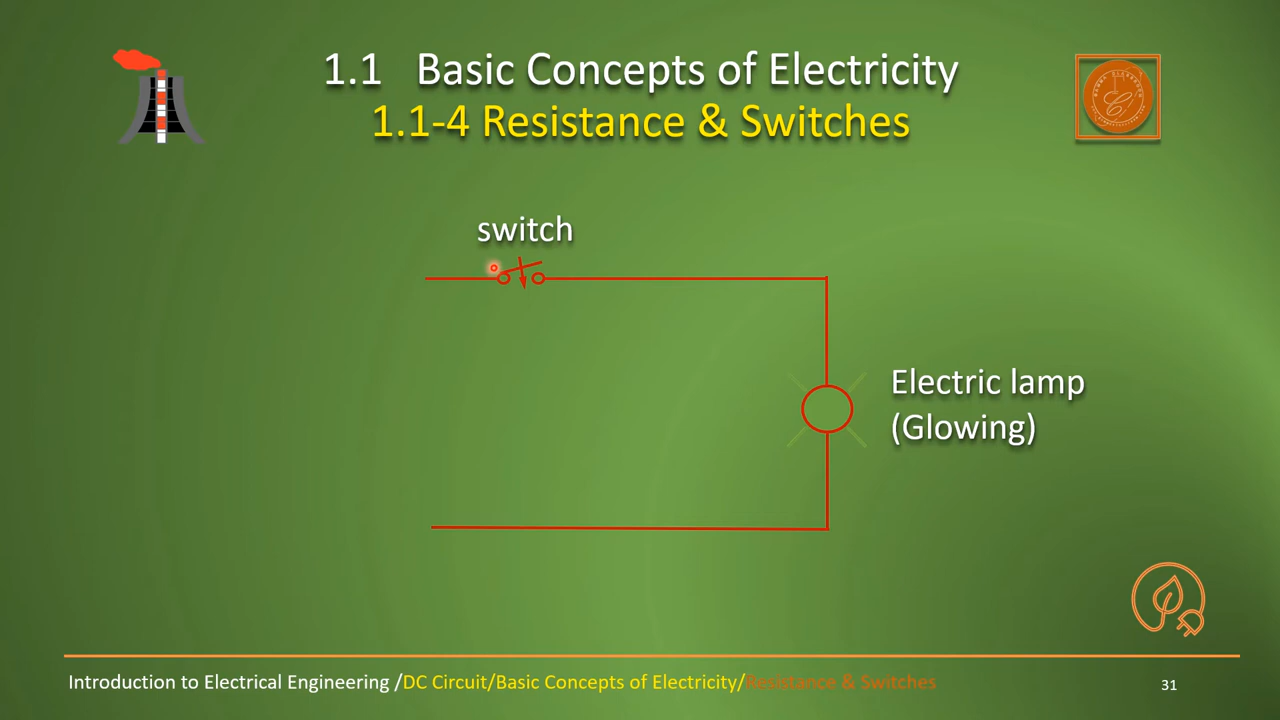 1.1 Basic Concepts of Electricity
1.1-4 Resistance & Switches
switch
Electric lamp
(Glowing)
Introduction to Electrical Engineering /DC Circuit/Basic Concepts of Electricity/Resistance & Switches
31